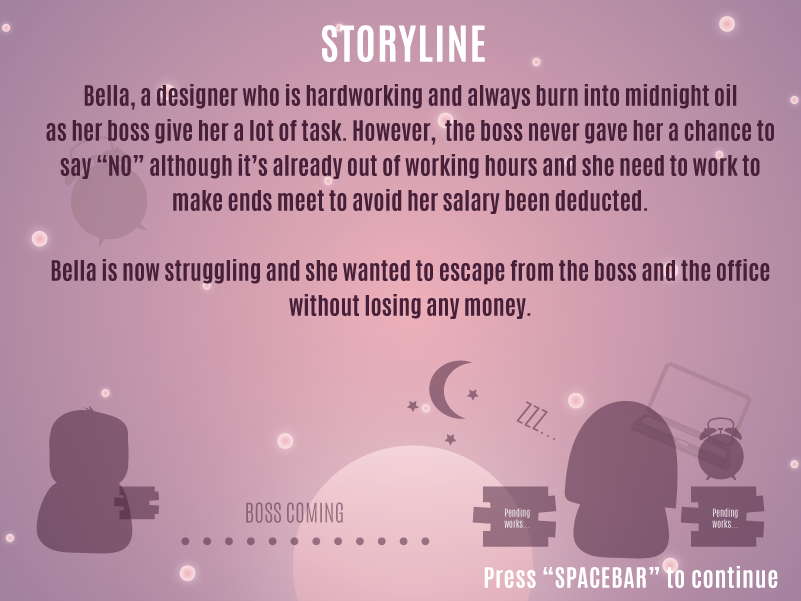 STORYLINE
Bella, a designer who is hardworking and always burn into midnight oil
as her boss give her a lot of task. However, the boss never gave her a chance to
say “NO” although it’s already out of working hours and she need to work to
make ends meet to avoid her salary been deducted.
Bella is now struggling and she wanted to escape from the boss and the office
without losing any money.
ZZZ...
BOSS COMING
Pending
works...
Pending
works...
Press “SPACEBAR” to continue